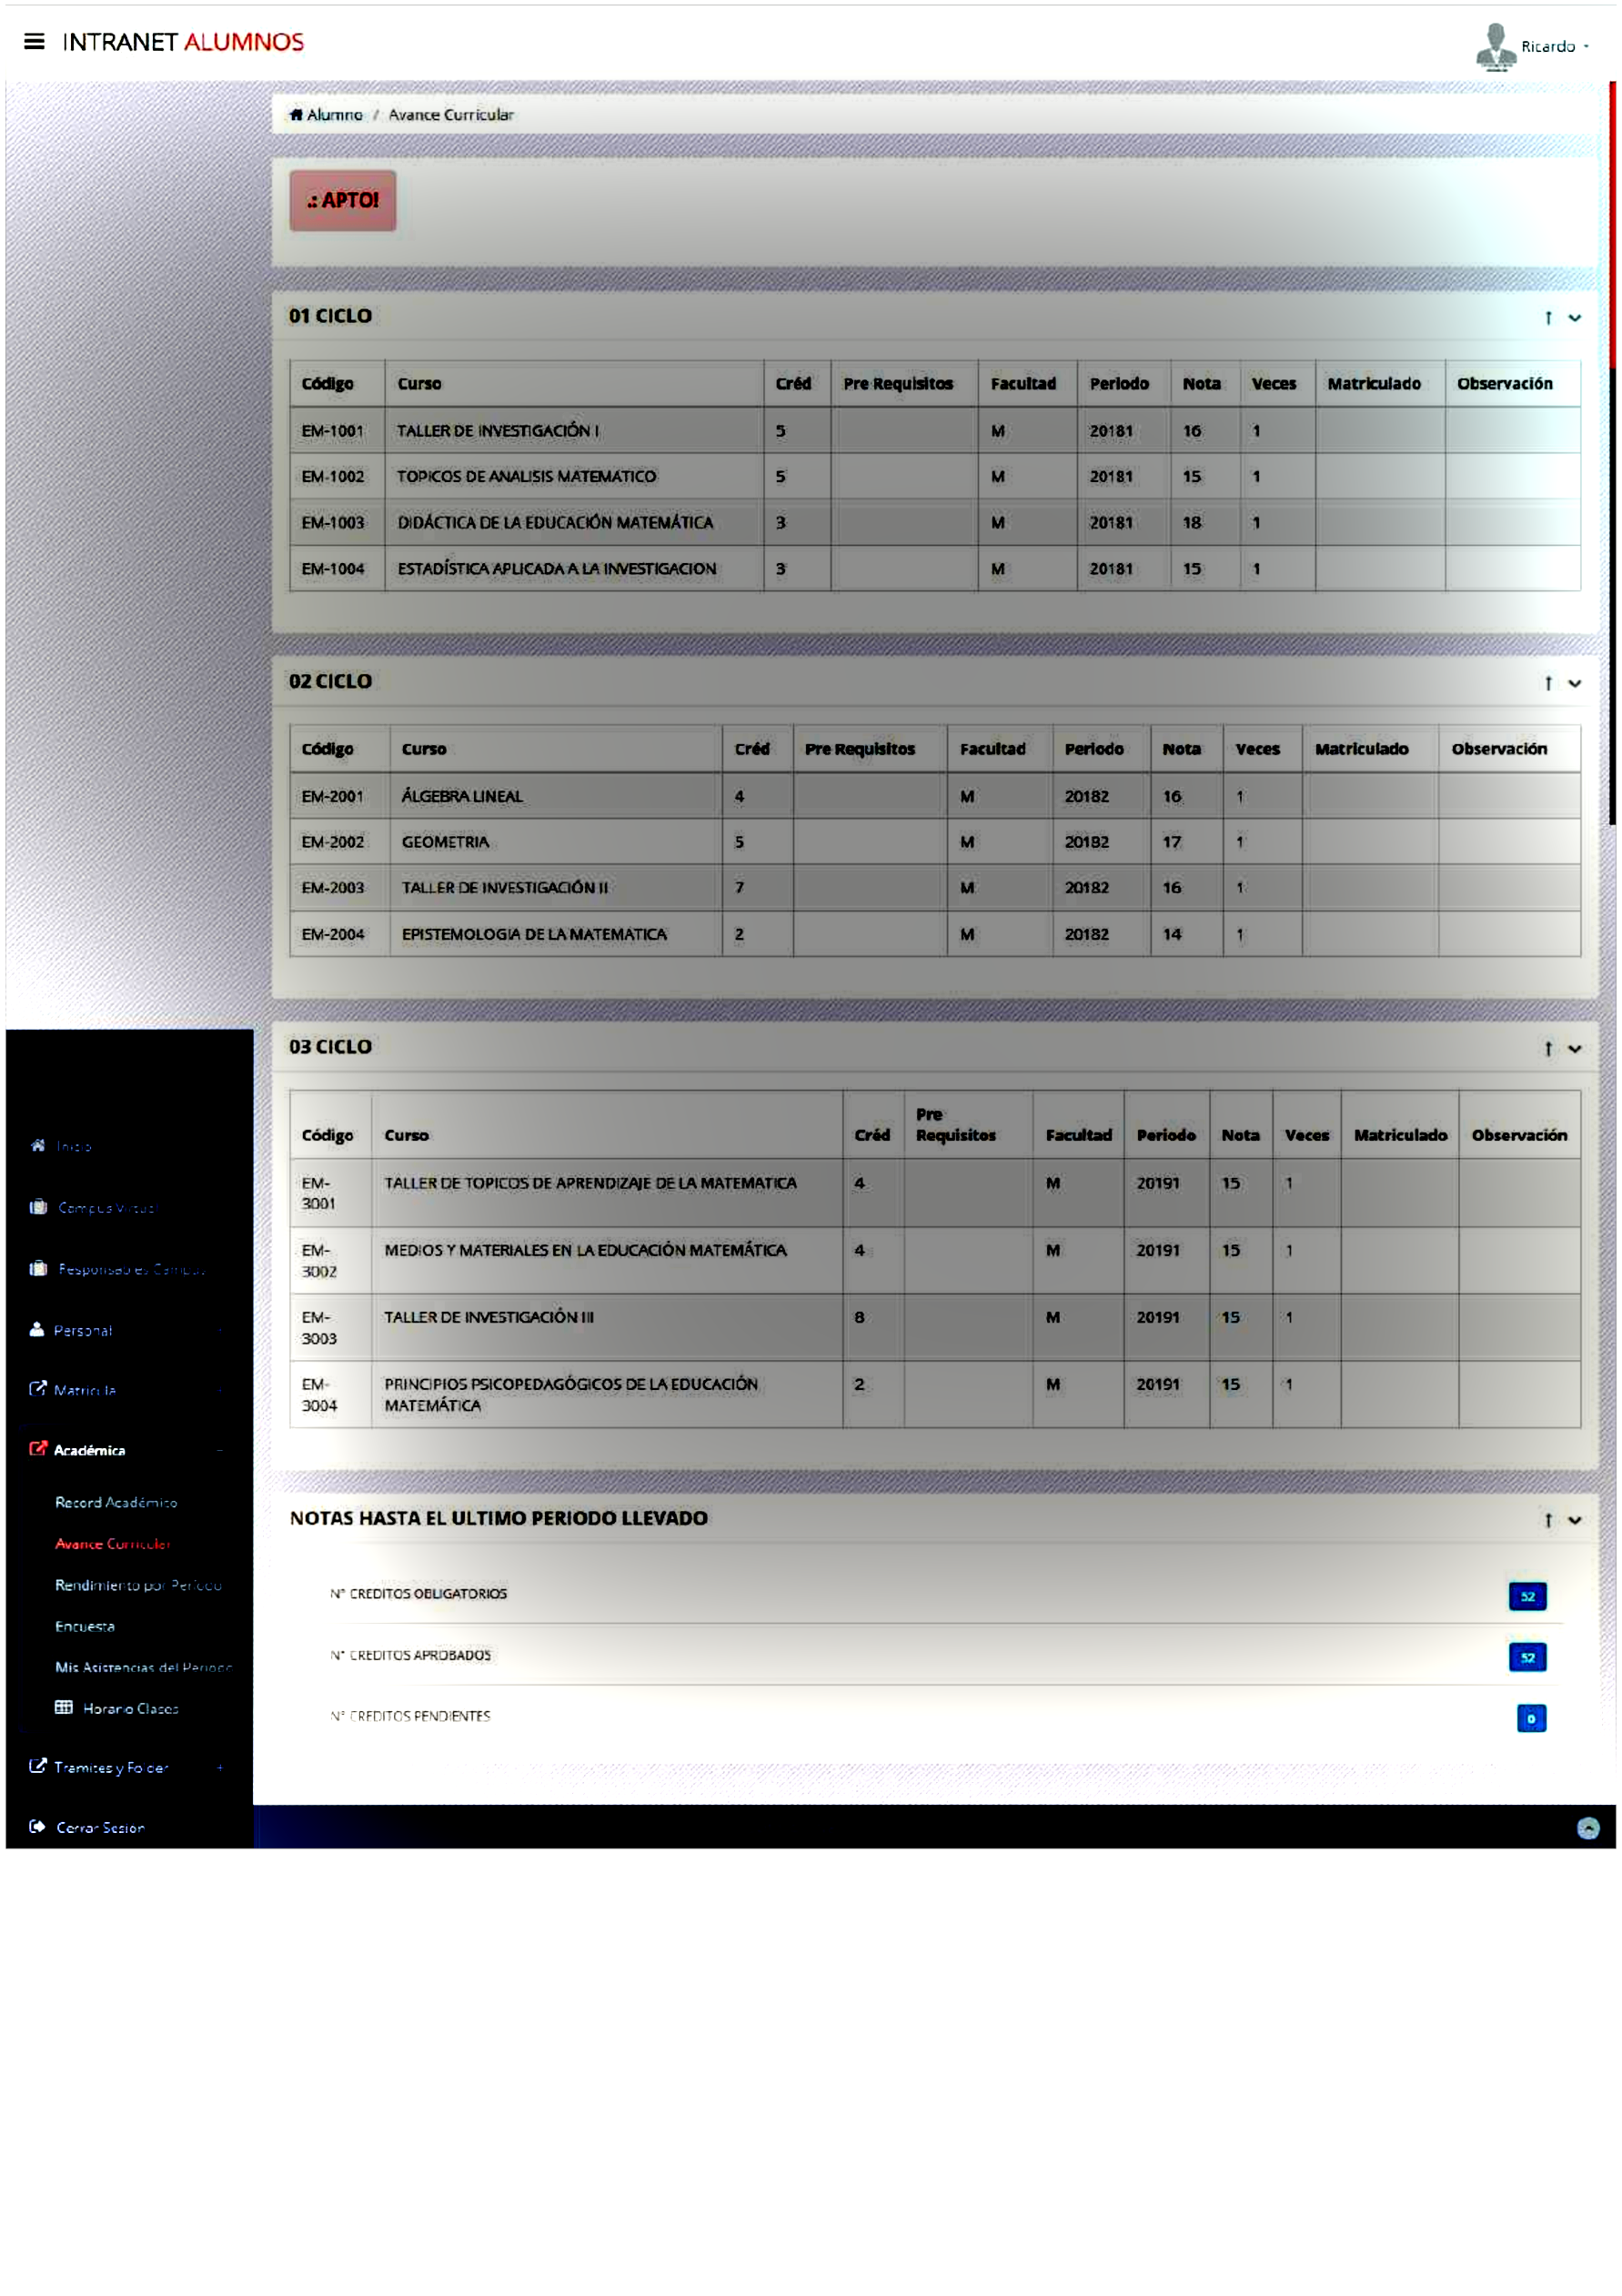 INTRANET ALUMNOS
Ricardo
Alumno / Avance Curricular
.: APTO!
01 CICLO
Código Curso Créd Pre Requisitos Facultad Periodo Nota Veces Matriculado Observación
EM-1001 TALLER DE INVESTIGACIÓN I 5 M 20181 16 1
EM-1002 TOPICOS DE ANALISIS MATEMATICO 5 M 20181 15 1
EM-1003 DIDÁCTICA DE LA EDUCACIÓN MATEMÁTICA 3 M 20181 18 1
EM-1004 ESTADÍSTICA APLICADA A LA INVESTIGACION 3 M 20181 15 1
02 CICLO
Código Curso Créd Pre Requisitos Facultad Periodo Nota Veces Matriculado Observación
EM-2001 ÁLGEBRA LINEAL 4 M 20182 16 1
EM-2002 GEOMETRIA 5 M 20182 17 1
EM-2003 TALLER DE INVESTIGACIÓN II 7 M 20182 16 1
EM-2004 EPISTEMOLOGIA DE LA MATEMATICA 2 M 20182 14 1
03 CICLO
Código Curso Créd Pre Requisitos Facultad Periodo Nota Veces Matriculado Observación
EM-3001 TALLER DE TOPICOS DE APRENDIZAJE DE LA MATEMATICA 4 M 20191 15 1
EM-3002 MEDIOS Y MATERIALES EN LA EDUCACIÓN MATEMÁTICA 4 M 20191 15 1
EM-3003 TALLER DE INVESTIGACIÓN III 8 M 20191 15 1
EM-3004 PRINCIPIOS PSICOPEDAGÓGICOS DE LA EDUCACIÓN MATEMÁTICA 2 M 20191 15 1
NOTAS HASTA EL ULTIMO PERIODO LLEVADO
N° CREDITOS OBLIGATORIOS 52
N° CREDITOS APROBADOS 52
N° CREDITOS PENDIENTES 0
Inicio
Campus Virtual
Responsables Campus
Personal
Matricula
Académica -
Record Académico
Avance Curricular
Rendimiento por Periodo
Encuesta
Mis Asistencias del Periodo
Horario Clases
Tramites y Folder +
Cerrar Sesión